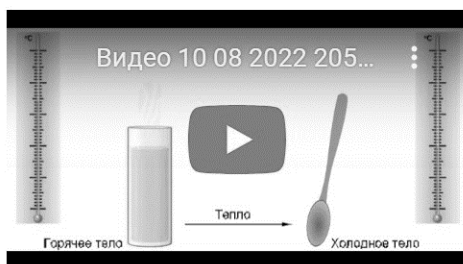 °C
°C
Видео 10 08 2022 205...
Тепло
Горячее тело
Холодное тело